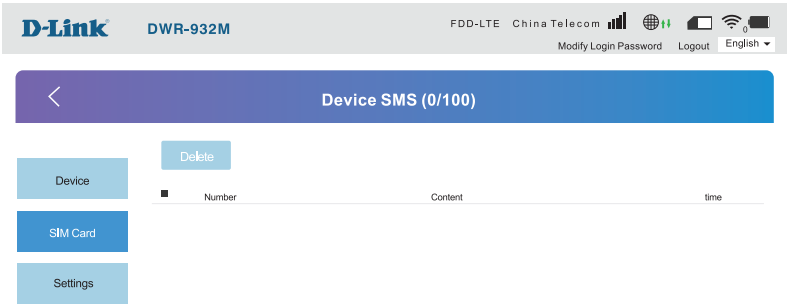 D-Link DWR-932M FDD-LTE China Telecom 0
Modify Login Password Logout English
Device SMS (0/100)
Delete
Device
Number Content time
SIM Card
Settings